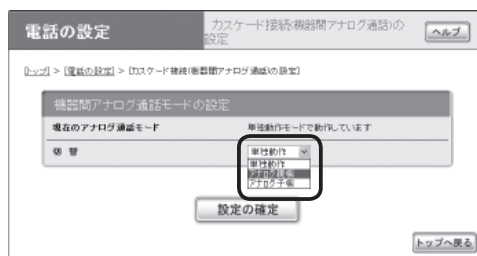 電話の設定
カスケード接続(機器間アナログ通話)の設定
ヘルプ
[トップ] > [電話の設定] > [カスケード接続(機器間アナログ通話)の設定]
機器間アナログ通話モードの設定
現在のアナログ通話モード 単独動作モードで動作しています
切 替 単独動作
単独動作
アナログ親機
アナログ子機
設定の確定
トップへ戻る